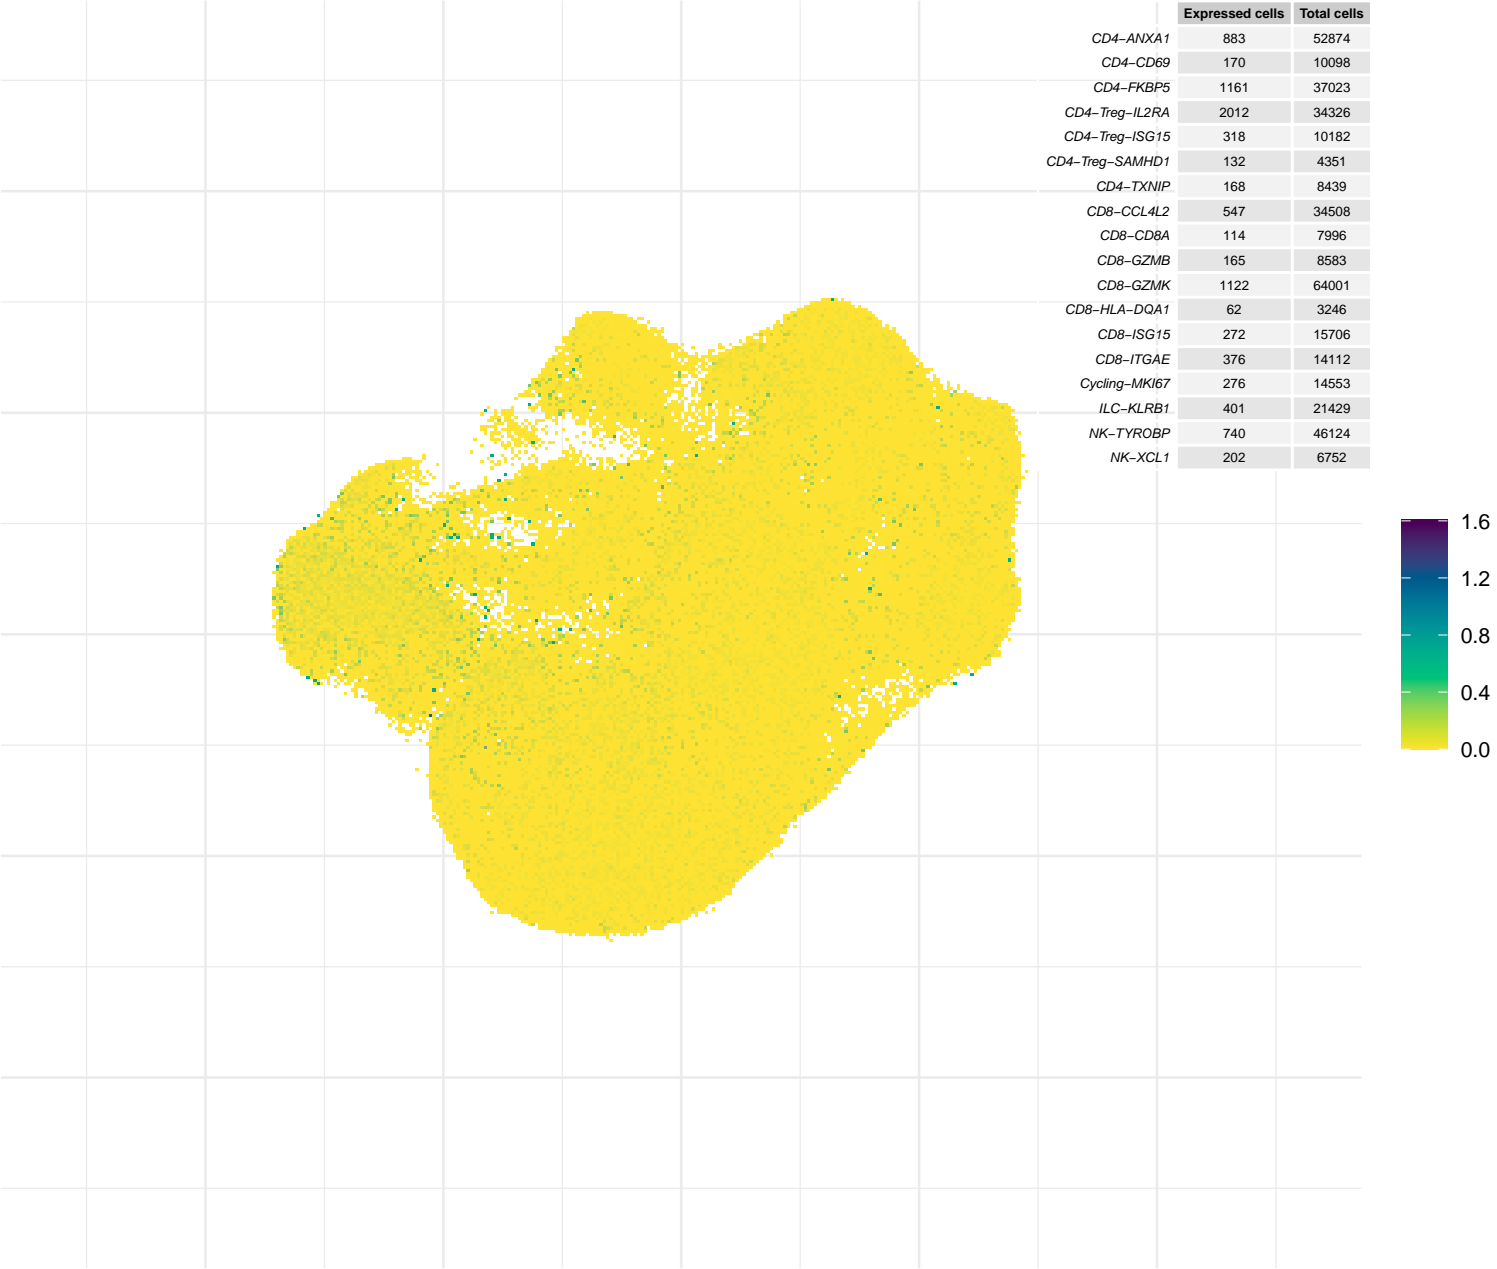 Expressed cells Total cells
CD4−ANXA1 883 52874
CD4−CD69 170 10098
CD4−FKBP5 1161 37023
CD4−Treg−IL2RA 2012 34326
CD4−Treg−ISG15 318 10182
CD4−Treg−SAMHD1 132 4351
CD4−TXNIP 168 8439
CD8−CCL4L2 547 34508
CD8−CD8A 114 7996
CD8−GZMB 165 8583
CD8−GZMK 1122 64001
CD8−HLA−DQA1 62 3246
CD8−ISG15 272 15706
CD8−ITGAE 376 14112
Cycling−MKI67 276 14553
ILC−KLRB1 401 21429
NK−TYROBP 740 46124
NK−XCL1 202 6752
1.6
1.2
0.8
0.4
0.0